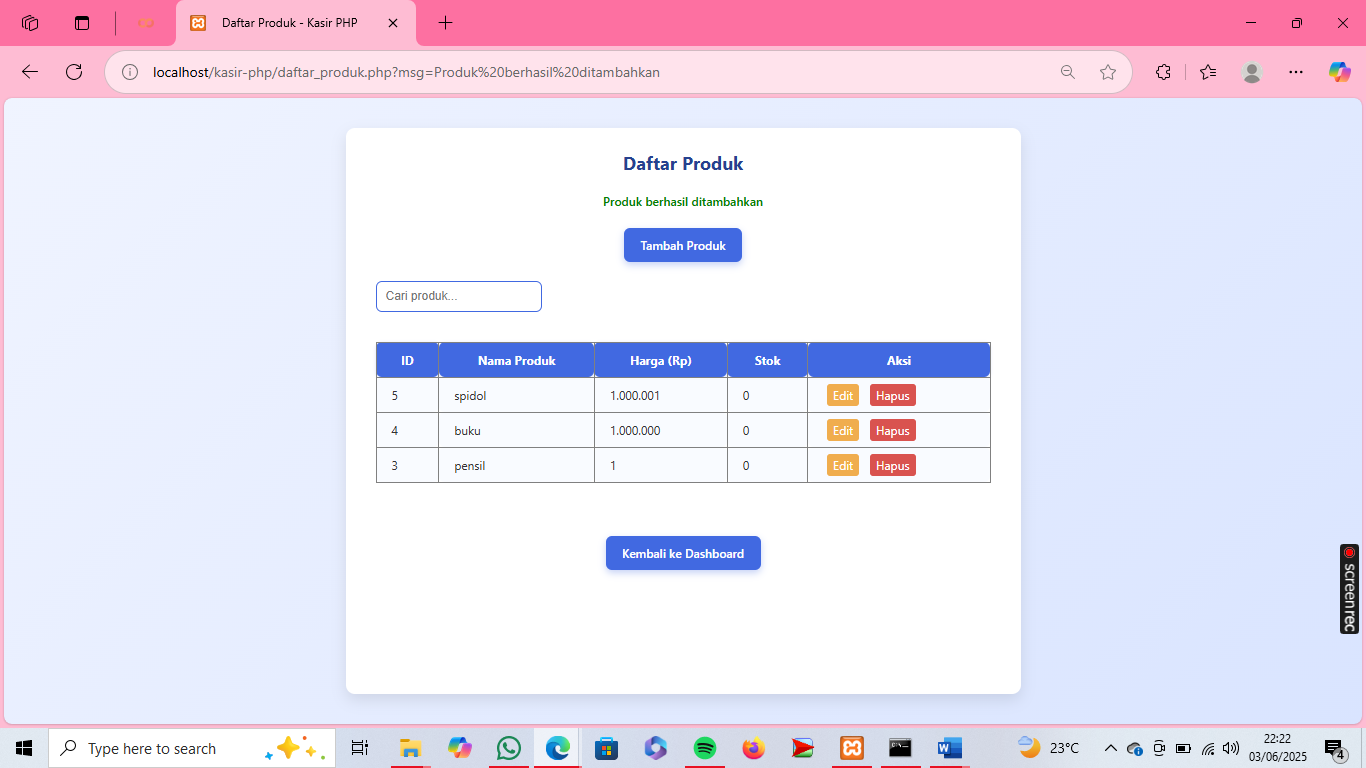 Daftar Produk - Kasir PHP
localhost/kasir-php/daftar_produk.php?msg=Produk%20berhasil%20ditambahkan
Daftar Produk
Produk berhasil ditambahkan
Tambah Produk
Cari produk...
ID Nama Produk Harga (Rp) Stok Aksi
5 spidol 1.000.001 0 Edit Hapus
4 buku 1.000.000 0 Edit Hapus
3 pensil 1 0 Edit Hapus
Kembali ke Dashboard
screenrec
Type here to search
23°C
22:22
03/06/2025
4